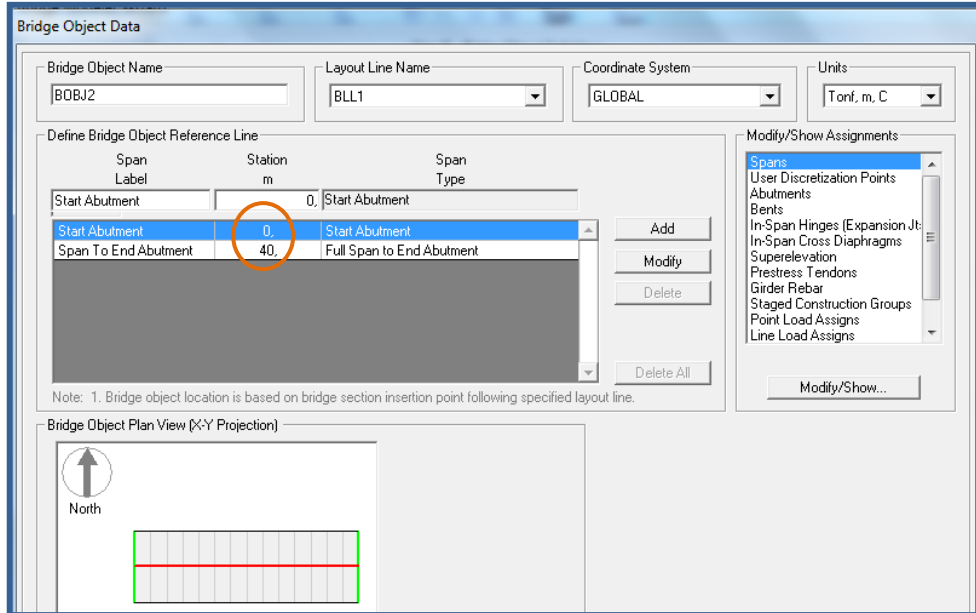 Bridge Object Data
Bridge Object Name
BOBJ2
Layout Line Name
BLL1
Coordinate System
GLOBAL
Units
Tonf, m, C
Define Bridge Object Reference Line
Span Label
Station m
Span Type
Start Abutment 0, Start Abutment
Start Abutment 0, Start Abutment
Span To End Abutment 40, Full Span to End Abutment
Add
Modify
Delete
Delete All
Note: 1. Bridge object location is based on bridge section insertion point following specified layout line.
Modify/Show Assignments
Spans
User Discretization Points
Abutments
Bents
In-Span Hinges (Expansion Jt:
In-Span Cross Diaphragms
Superelevation
Prestress Tendons
Girder Rebar
Staged Construction Groups
Point Load Assigns
Line Load Assigns
Modify/Show...
Bridge Object Plan View (X-Y Projection)
North